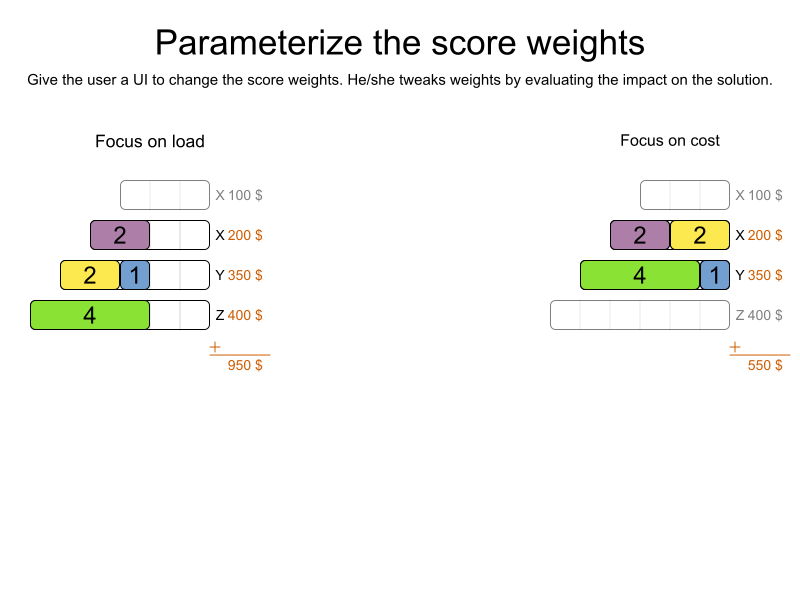 Parameterize the score weights
Give the user a UI to change the score weights. He/she tweaks weights by evaluating the impact on the solution.
Focus on load
X 100 $
2 X 200 $
2 1 Y 350 $
4 Z 400 $
+
950 $
Focus on cost
X 100 $
2 2 X 200 $
4 1 Y 350 $
Z 400 $
+
550 $